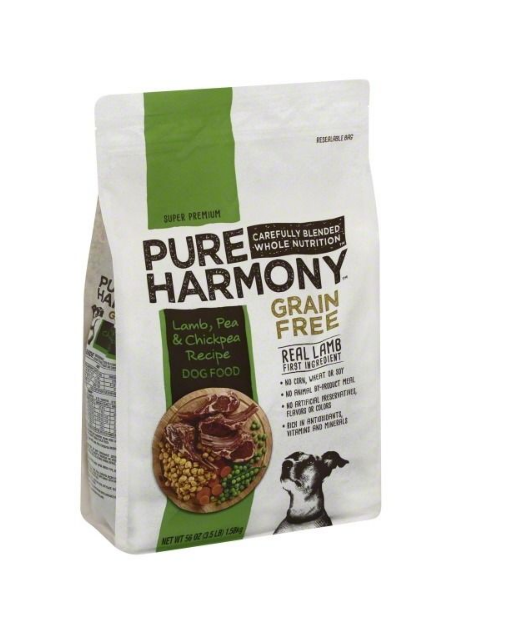 RESEALABLE BAG
SUPER PREMIUM
PURE
HARMONY™
CAREFULLY BLENDED
WHOLE NUTRITION™
GRAIN
FREE
Lamb, Pea
& Chickpea
Recipe
DOG FOOD
REAL LAMB
FIRST INGREDIENT
• NO CORN, WHEAT OR SOY
• NO ANIMAL BY-PRODUCT MEAL
• NO ARTIFICIAL PRESERVATIVES,
FLAVORS OR COLORS
• RICH IN ANTIOXIDANTS,
VITAMINS AND MINERALS
NET WT 56 OZ (3.5 LB) 1.59kg